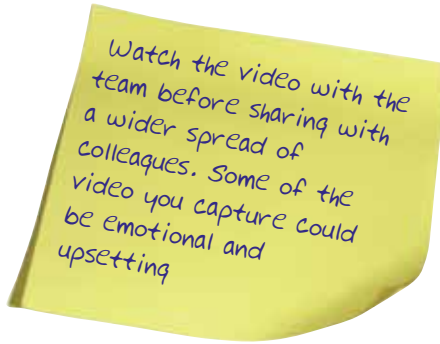 Watch the video with the
team before sharing with
a wider spread of
colleagues. Some of the
video you capture could
be emotional and
upsetting